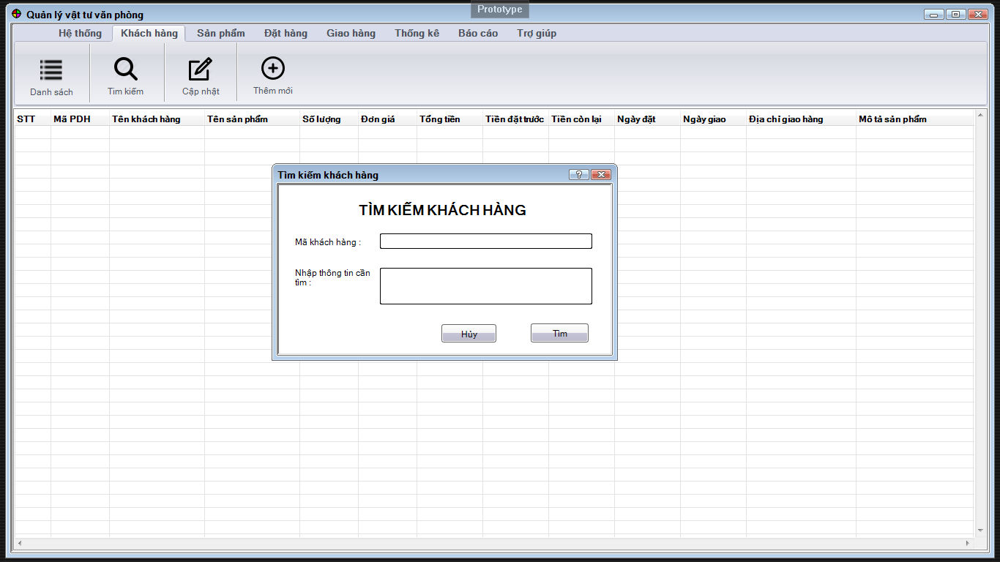 Prototype
Quản lý vật tư văn phòng
Hệ thống Khách hàng Sản phẩm Đặt hàng Giao hàng Thống kê Báo cáo Trợ giúp
Danh sách Tìm kiếm Cập nhật Thêm mới
STT Mã PDH Tên khách hàng Tên sản phẩm Số lượng Đơn giá Tổng tiền Tiền đặt trước Tiền còn lại Ngày đặt Ngày giao Địa chỉ giao hàng Mô tả sản phẩm
Tìm kiếm khách hàng
TÌM KIẾM KHÁCH HÀNG
Mã khách hàng :
Nhập thông tin cần
tìm :
Hủy Tìm